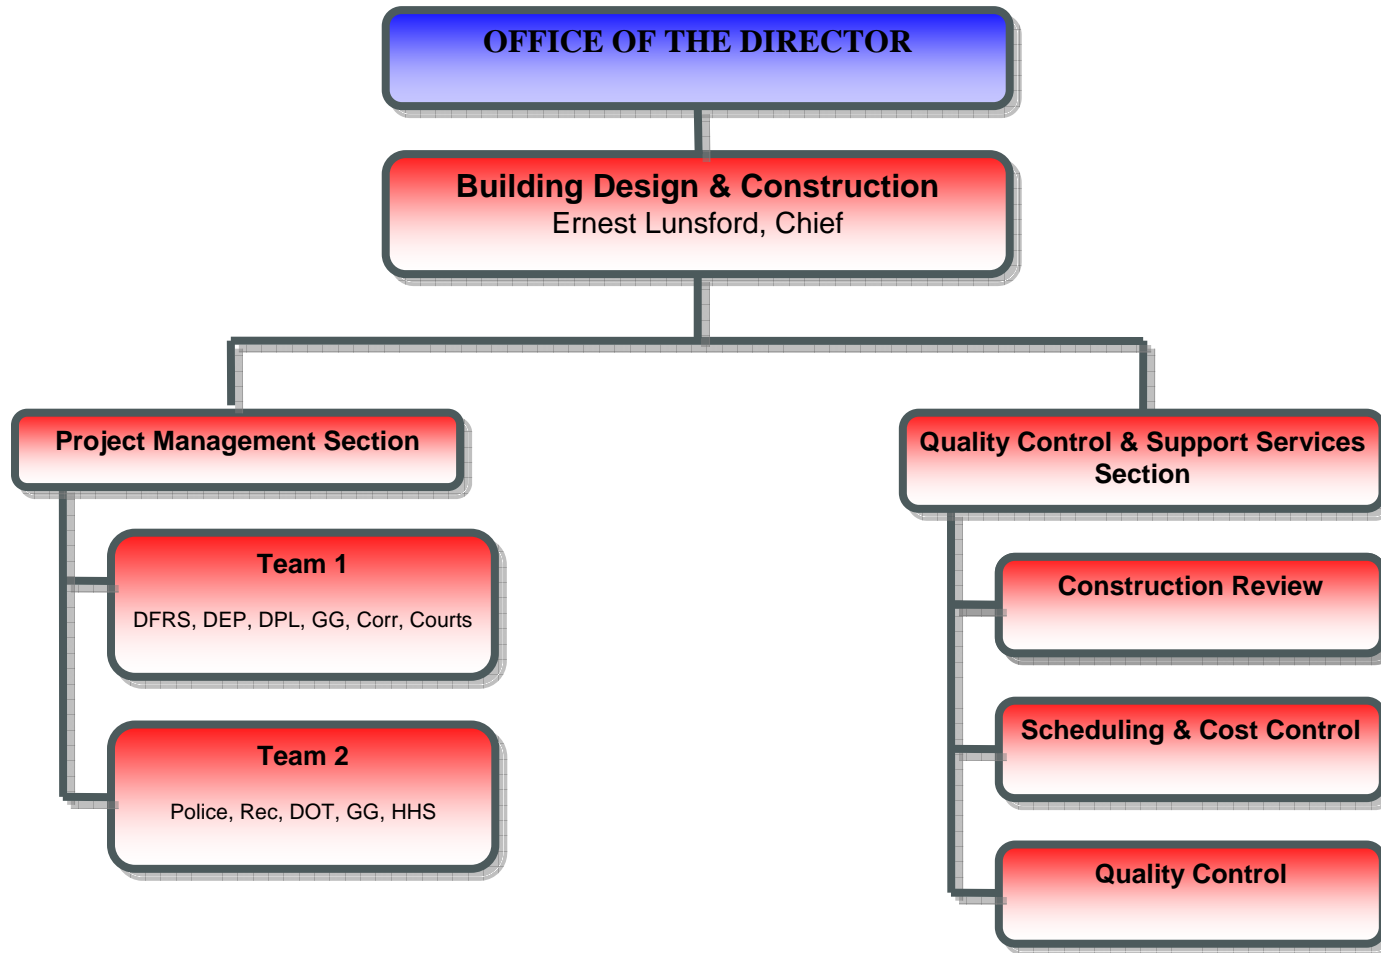 OFFICE OF THE DIRECTOR
Building Design & Construction
Ernest Lunsford, Chief
Project Management Section
Team 1
DFRS, DEP, DPL, GG, Corr, Courts
Team 2
Police, Rec, DOT, GG, HHS
Quality Control & Support Services
Section
Construction Review
Scheduling & Cost Control
Quality Control